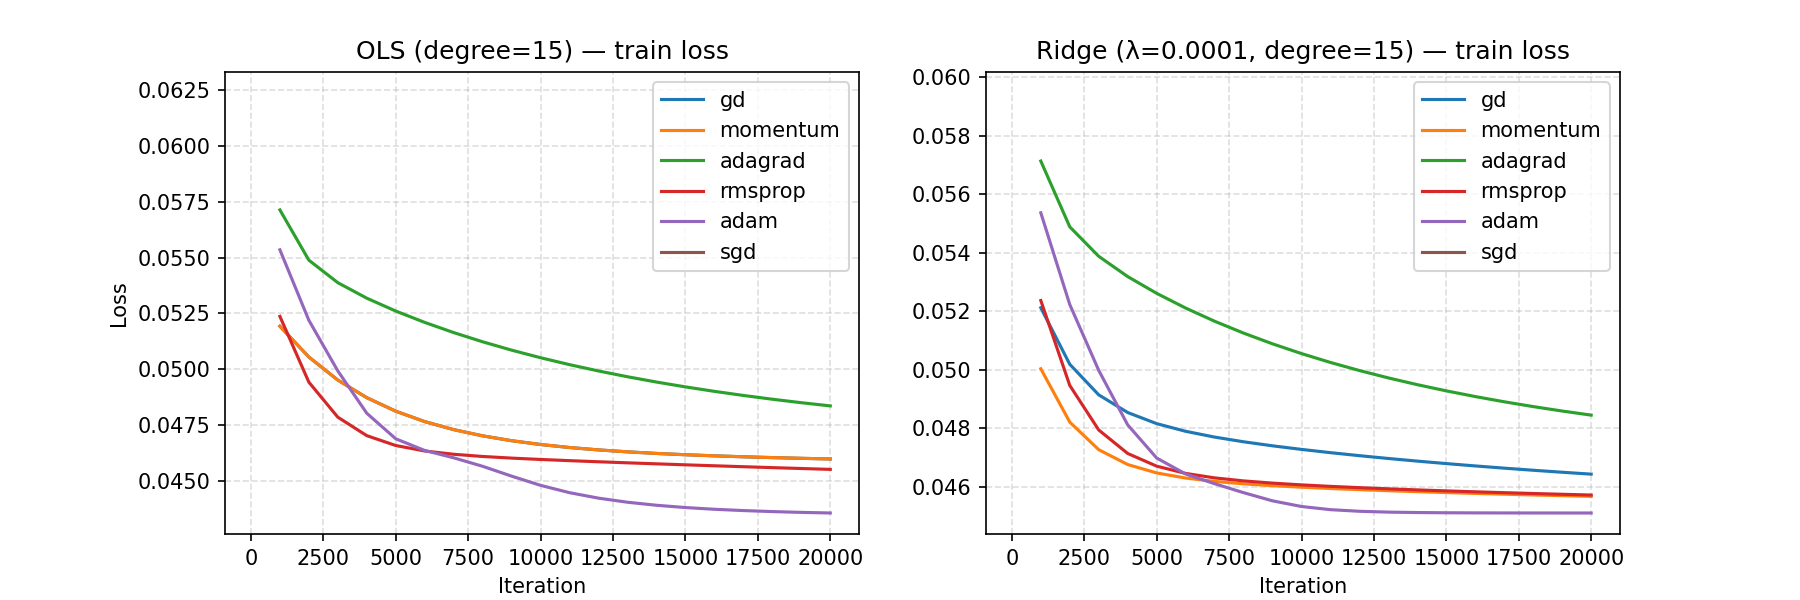 OLS (degree=15) — train loss
0.0625
0.0600
0.0575
0.0550
0.0525
0.0500
0.0475
0.0450
Loss
gd
momentum
adagrad
rmsprop
adam
sgd
0 2500 5000 7500 10000 12500 15000 17500 20000
Iteration
Ridge (λ=0.0001, degree=15) — train loss
0.060
0.058
0.056
0.054
0.052
0.050
0.048
0.046
gd
momentum
adagrad
rmsprop
adam
sgd
0 2500 5000 7500 10000 12500 15000 17500 20000
Iteration